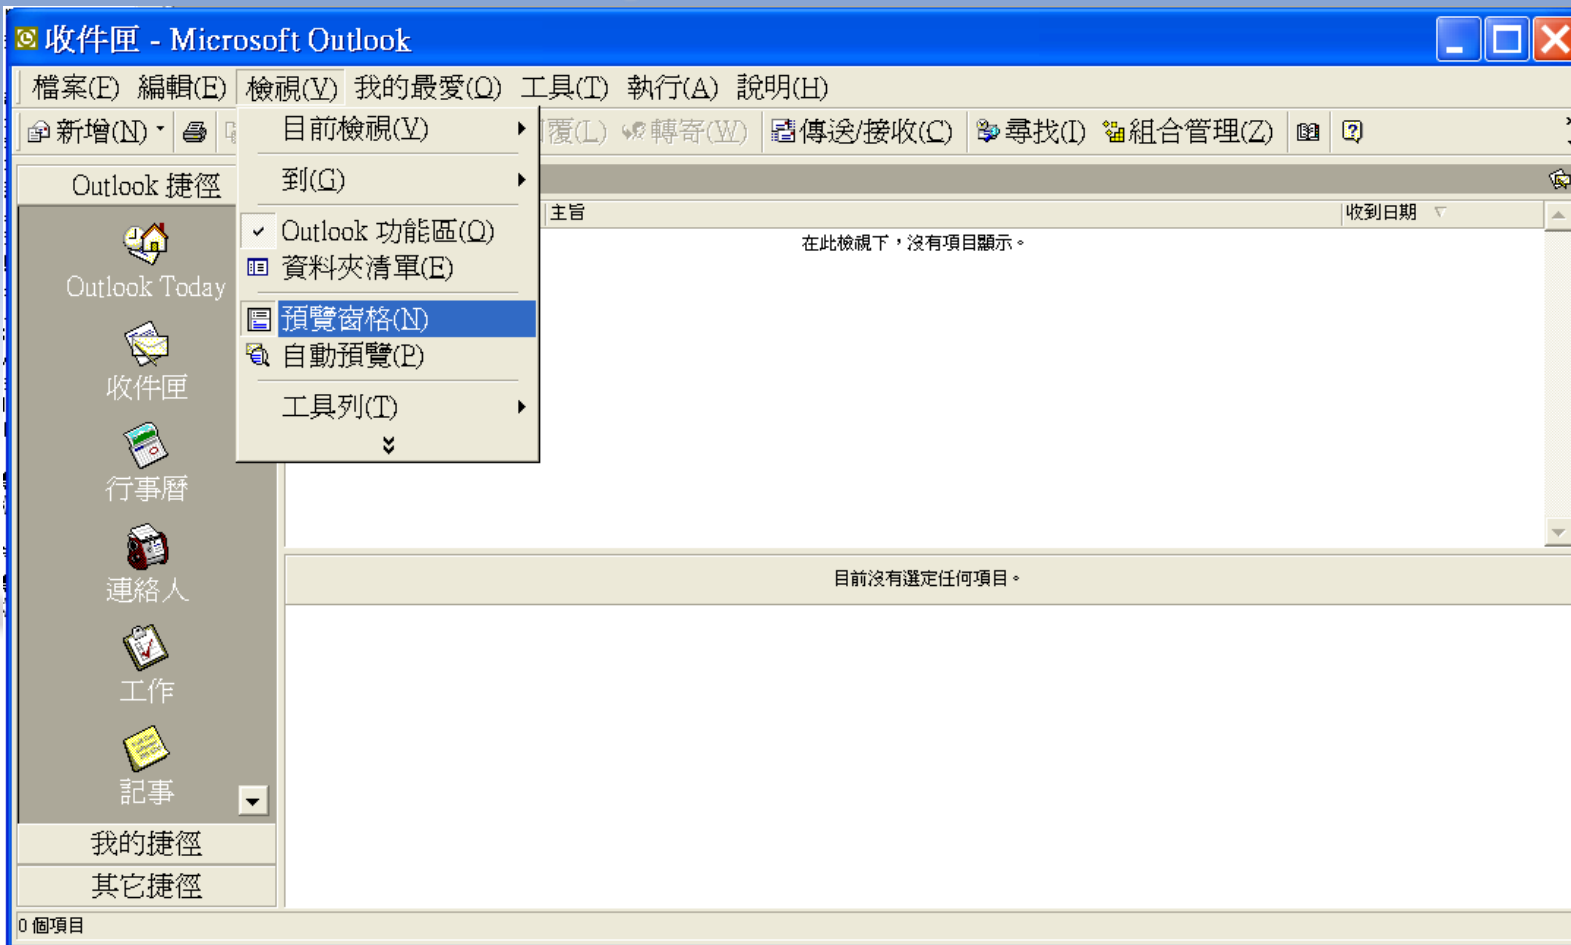 收件匣 - Microsoft Outlook
檔案(F) 編輯(E) 檢視(V) 我的最愛(O) 工具(T) 執行(A) 說明(H)
新增(N) 覆(L) 轉寄(W) 傳送/接收(C) 尋找(I) 組合管理(Z)
目前檢視(V)
到(G)
Outlook 功能區(O)
資料夾清單(E)
預覽窗格(N)
自動預覽(P)
工具列(T)
Outlook 捷徑
Outlook Today
收件匣
行事曆
連絡人
工作
記事
我的捷徑
其它捷徑
主旨 收到日期
在此檢視下，沒有項目顯示。
目前沒有選定任何項目。
0 個項目